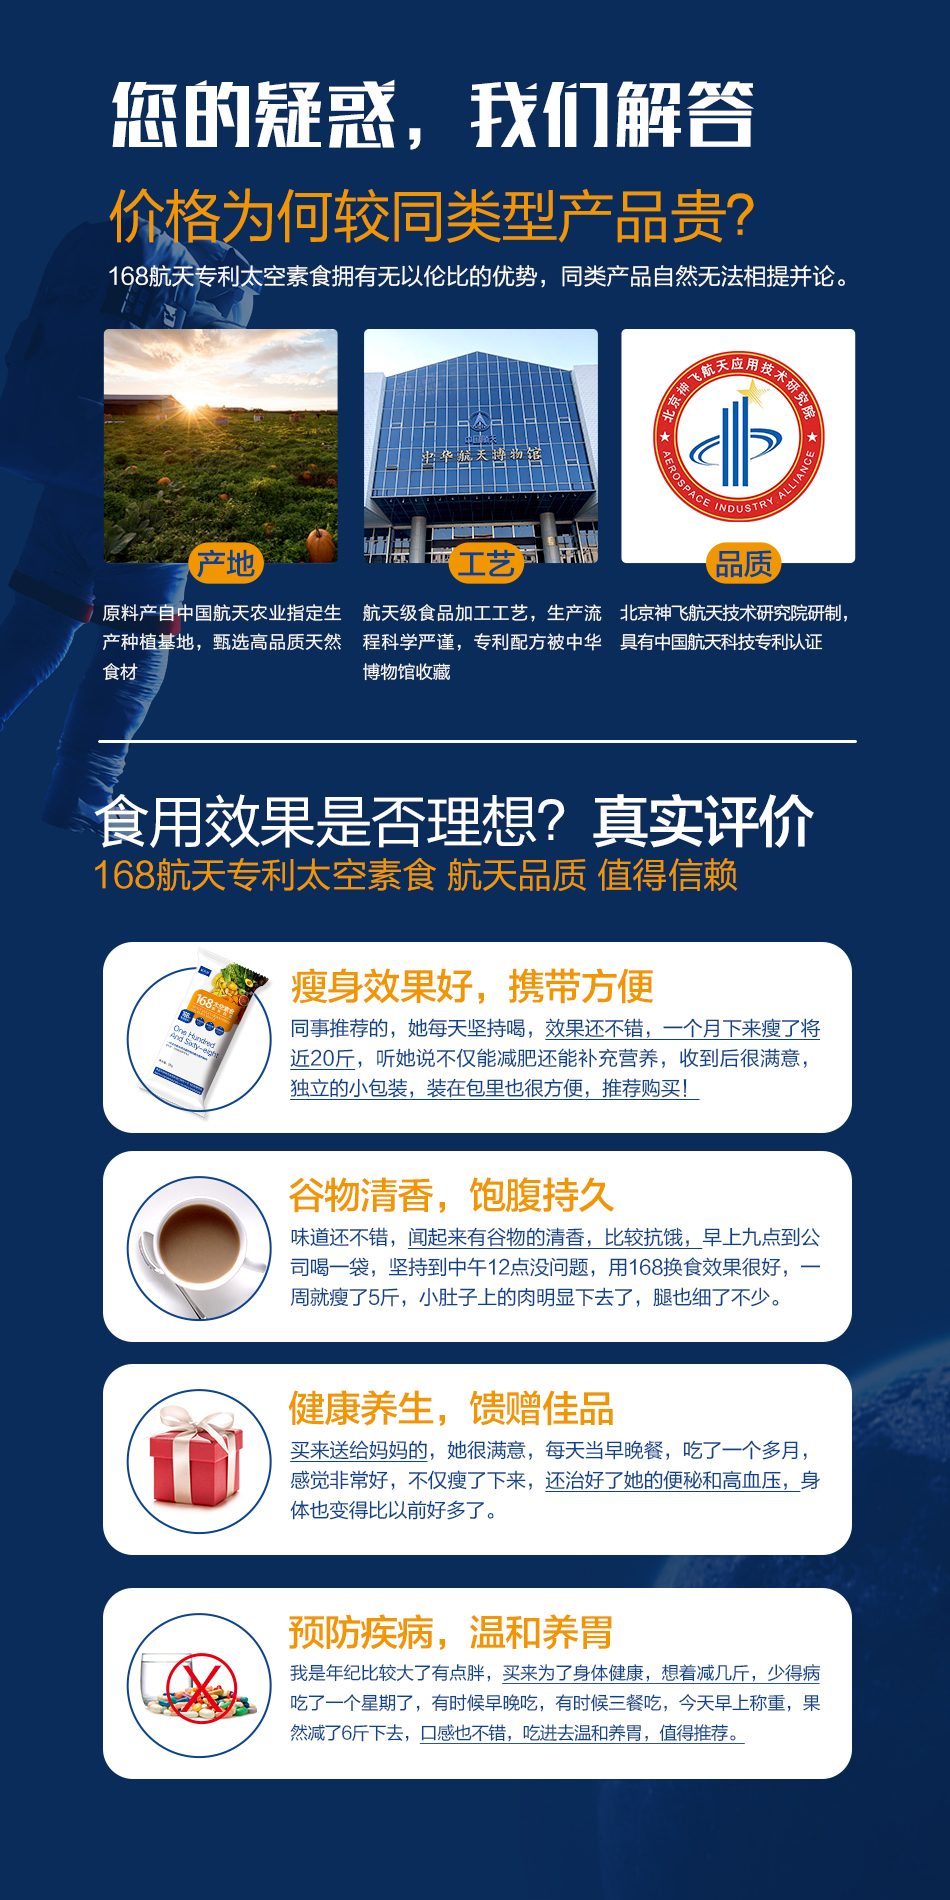 您的疑惑，我们解答
价格为何较同类型产品贵？
168航天专利太空素食拥有无以伦比的优势，同类产品自然无法相提并论。
中国航天
中华航天博物馆
北京神飞航天应用技术研究院
AEROSPACE INDUSTRY ALLIANCE
产地
工艺
品质
原料产自中国航天农业指定生
产种植基地，甄选高品质天然
食材
航天级食品加工工艺，生产流
程科学严谨，专利配方被中华
博物馆收藏
北京神飞航天技术研究院研制，
具有中国航天科技专利认证
食用效果是否理想？真实评价
168航天专利太空素食 航天品质 值得信赖
168太空素食
One Hundred
And Sixty-eight
瘦身效果好，携带方便
同事推荐的，她每天坚持喝，效果还不错，一个月下来瘦了将
近20斤，听她说不仅能减肥还能补充营养，收到后很满意，
独立的小包装，装在包里也很方便，推荐购买！
谷物清香，饱腹持久
味道还不错，闻起来有谷物的清香，比较抗饿，早上九点到公
司喝一袋，坚持到中午12点没问题，用168换食效果很好，一
周就瘦了5斤，小肚子上的肉明显下去了，腿也细了不少。
健康养生，馈赠佳品
买来送给妈妈的，她很满意，每天当早晚餐，吃了一个多月，
感觉非常好，不仅瘦了下来，还治好了她的便秘和高血压，身
体也变得比以前好多了。
预防疾病，温和养胃
我是年纪比较大了有点胖，买来为了身体健康，想着减几斤，少得病
吃了一个星期了，有时候早晚吃，有时候三餐吃，今天早上称重，果
然减了6斤下去，口感也不错，吃进去温和养胃，值得推荐。